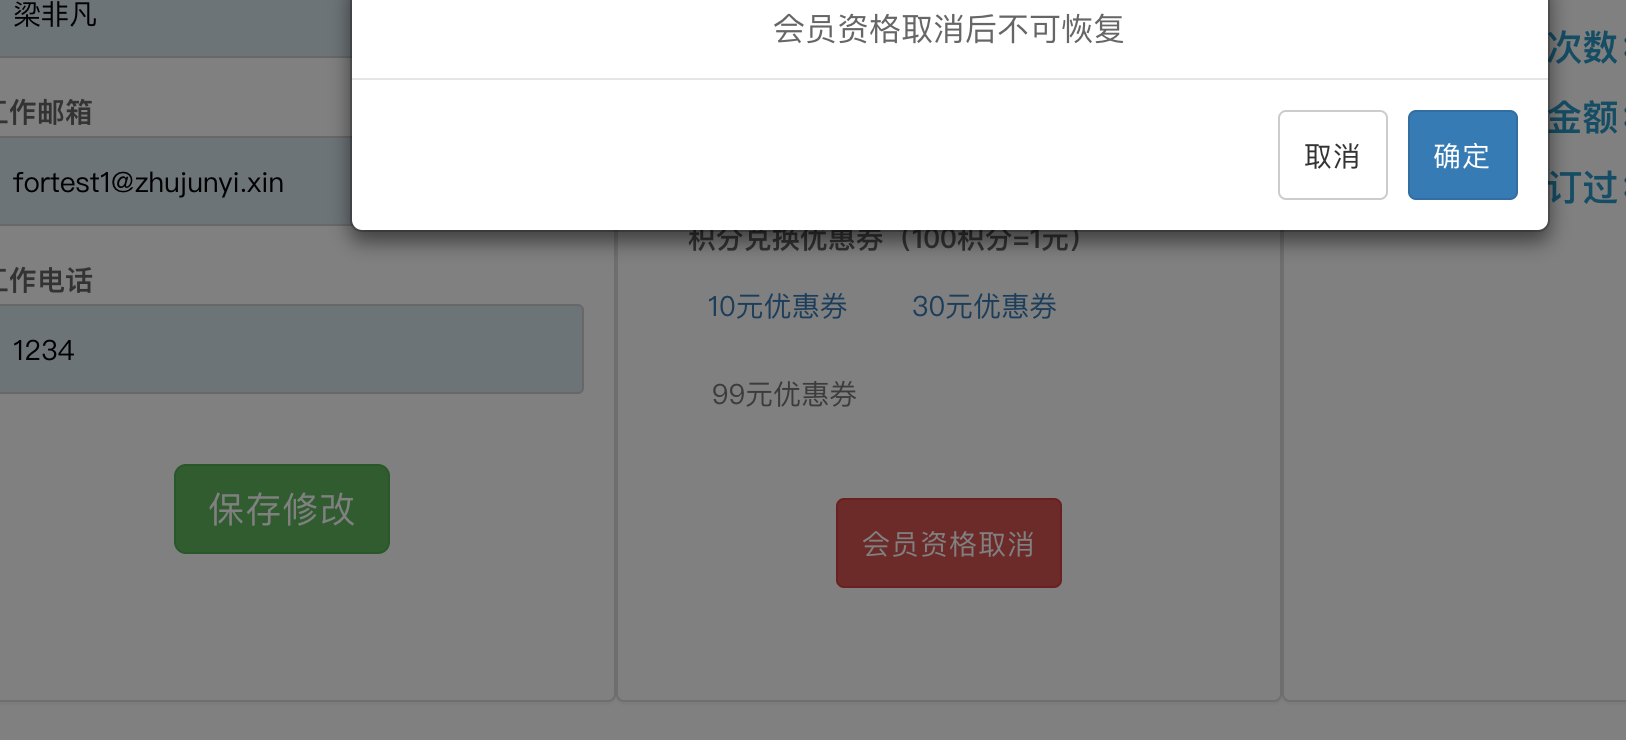 梁非凡
会员资格取消后不可恢复
取消
确定
工作邮箱
fortest1@zhujunyi.xin
工作电话
1234
保存修改
积分兑换优惠券（100积分=1元）
10元优惠券
30元优惠券
99元优惠券
会员资格取消
次数
金额
订过